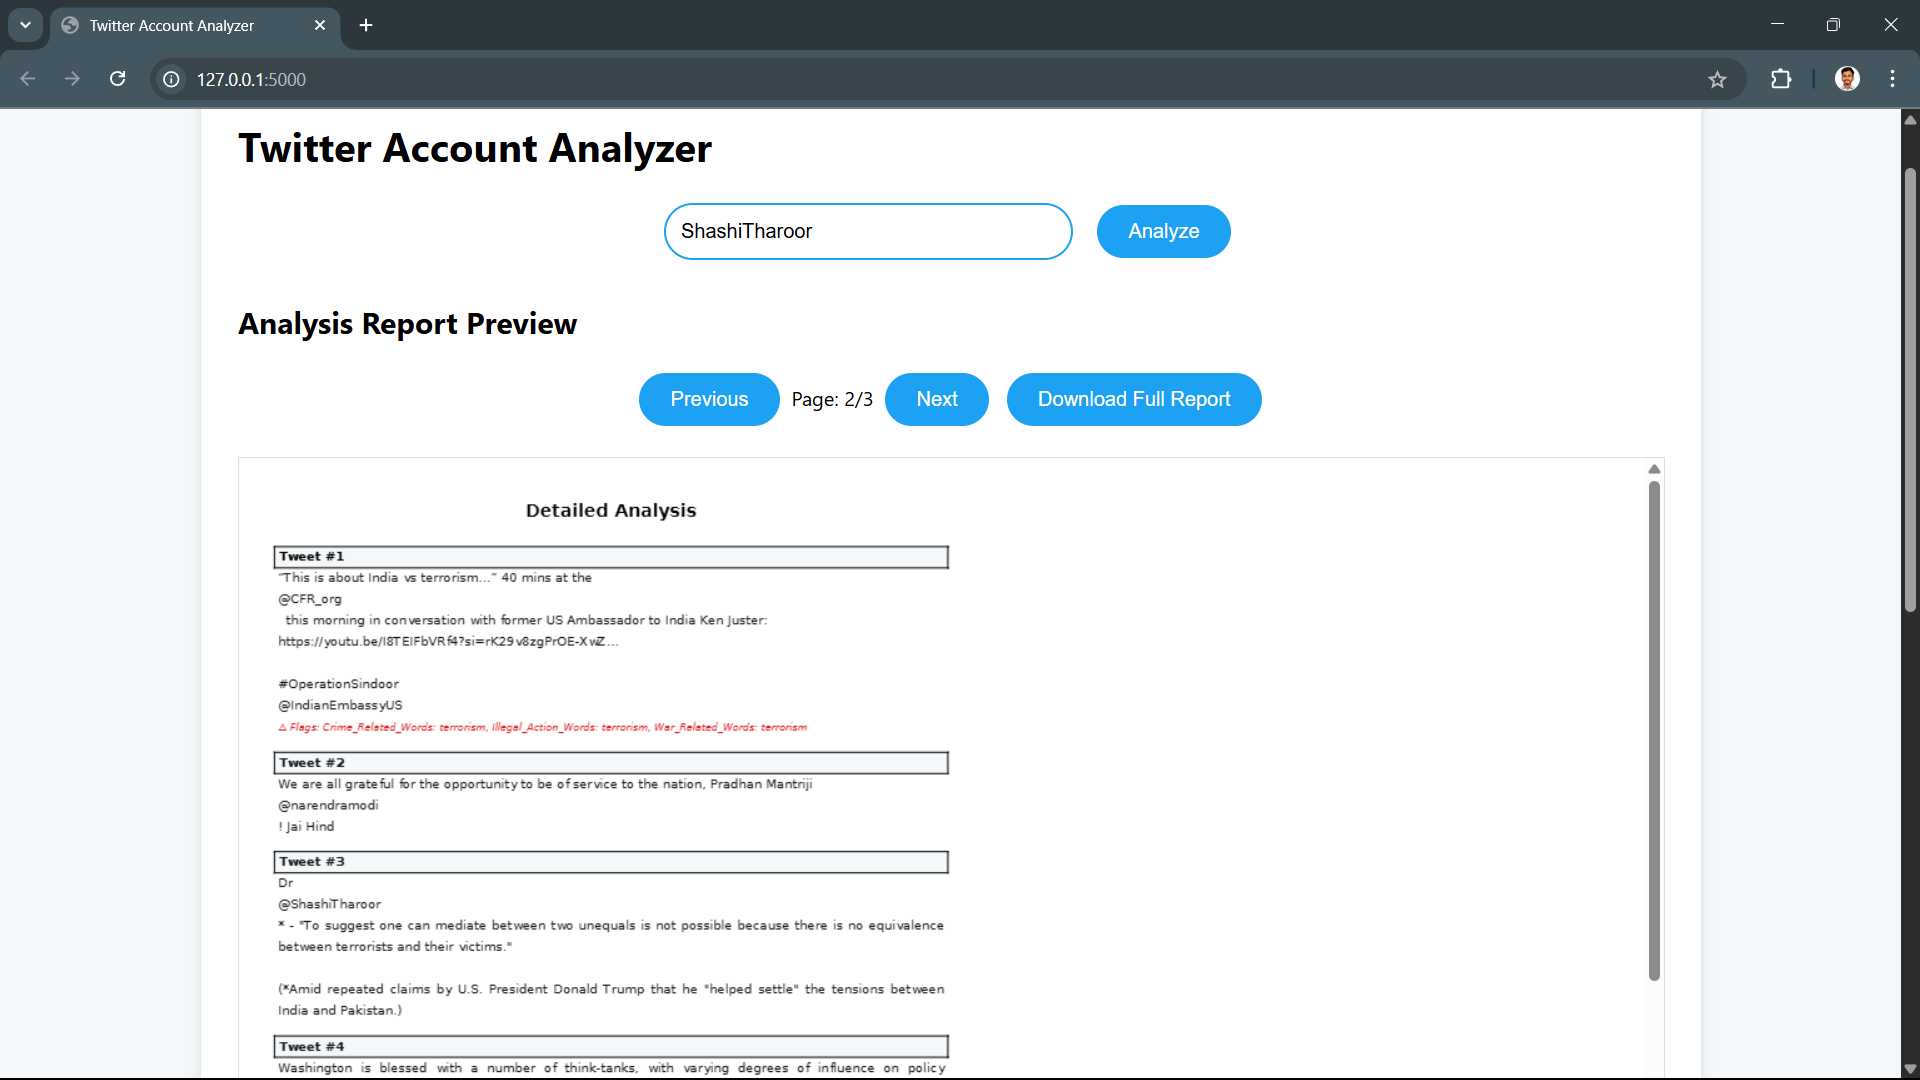 Twitter Account Analyzer
127.0.0.1:5000
Twitter Account Analyzer
ShashiTharoor
Analyze
Analysis Report Preview
Previous
Page: 2/3
Next
Download Full Report
Detailed Analysis
Tweet #1
"This is about India vs terrorism..." 40 mins at the
@CFR_org
this morning in conversation with former US Ambassador to India Ken Juster:
https://youtu.be/I8TEIFbVRf4?si=rK29v8zgPrOE-XwZ...
#OperationSindoor
@IndianEmbassyUS
⚠ Flags: Crime_Related_Words: terrorism, Illegal_Action_Words: terrorism, War_Related_Words: terrorism
Tweet #2
We are all grateful for the opportunity to be of service to the nation, Pradhan Mantriji
@narendramodi
! Jai Hind
Tweet #3
Dr
@ShashiTharoor
* - "To suggest one can mediate between two unequals is not possible because there is no equivalence
between terrorists and their victims."
(*Amid repeated claims by U.S. President Donald Trump that he "helped settle" the tensions between
India and Pakistan.)
Tweet #4
Washington is blessed with a number of think-tanks, with varying degrees of influence on policy